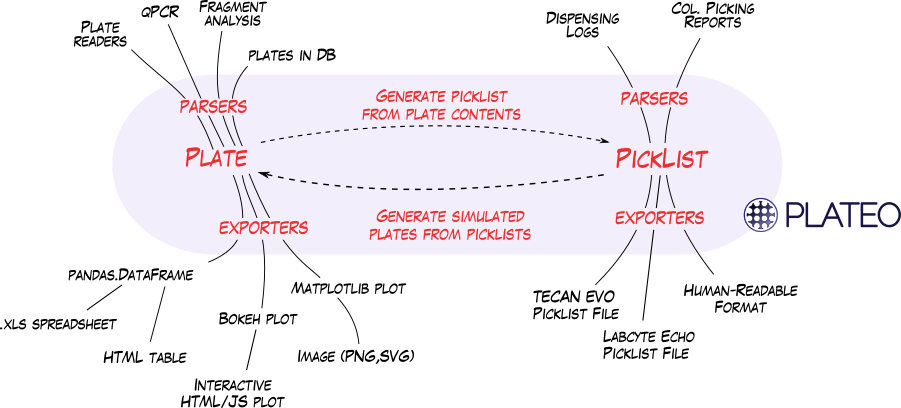 Plate
readers
qPCR
Fragment
analysis
plates in DB
Parsers
Plate
Exporters
pandas.DataFrame
.xls spreadsheet
HTML table
Bokeh plot
Interactive
HTML/JS plot
Matplotlib plot
Image (PNG,SVG)
Generate picklist
from plate contents
Generate simulated
plates from picklists
Dispensing
Logs
Col. Picking
Reports
Parsers
PickList
Exporters
TECAN EVO
Picklist File
Labcyte Echo
Picklist File
Human-Readable
Format
PLATEO